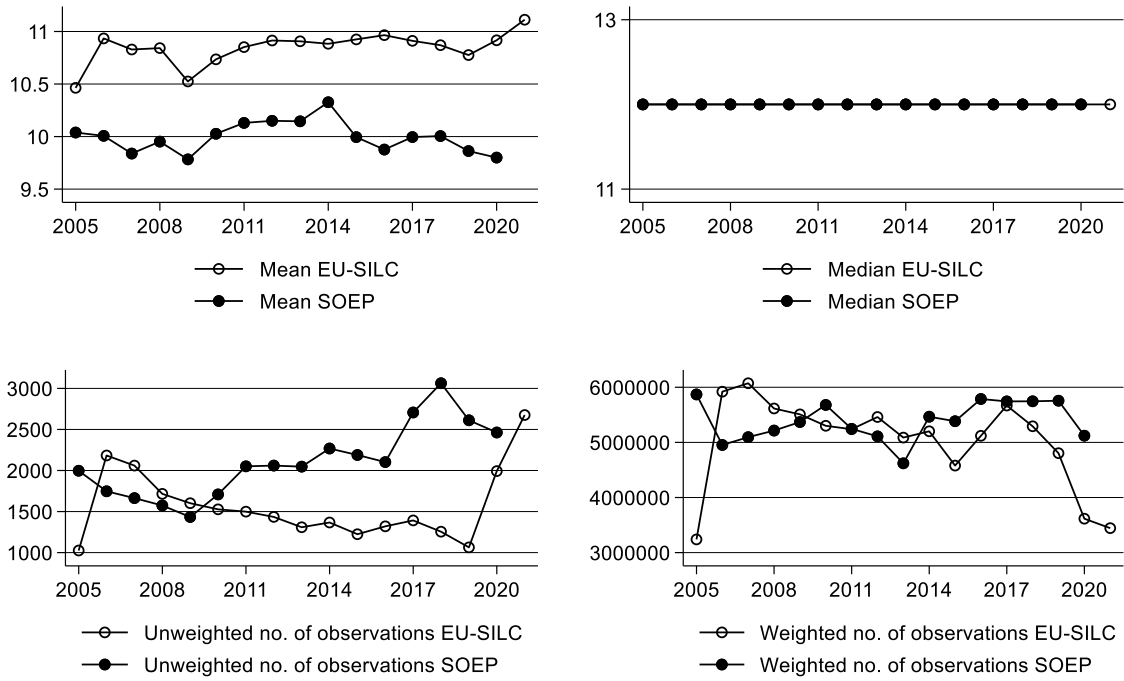 11
10.5
10
9.5
2005 2008 2011 2014 2017 2020
Mean EU-SILC
Mean SOEP
13
11
2005 2008 2011 2014 2017 2020
Median EU-SILC
Median SOEP
3000
2500
2000
1500
1000
2005 2008 2011 2014 2017 2020
Unweighted no. of observations EU-SILC
Unweighted no. of observations SOEP
6000000
5000000
4000000
3000000
2005 2008 2011 2014 2017 2020
Weighted no. of observations EU-SILC
Weighted no. of observations SOEP